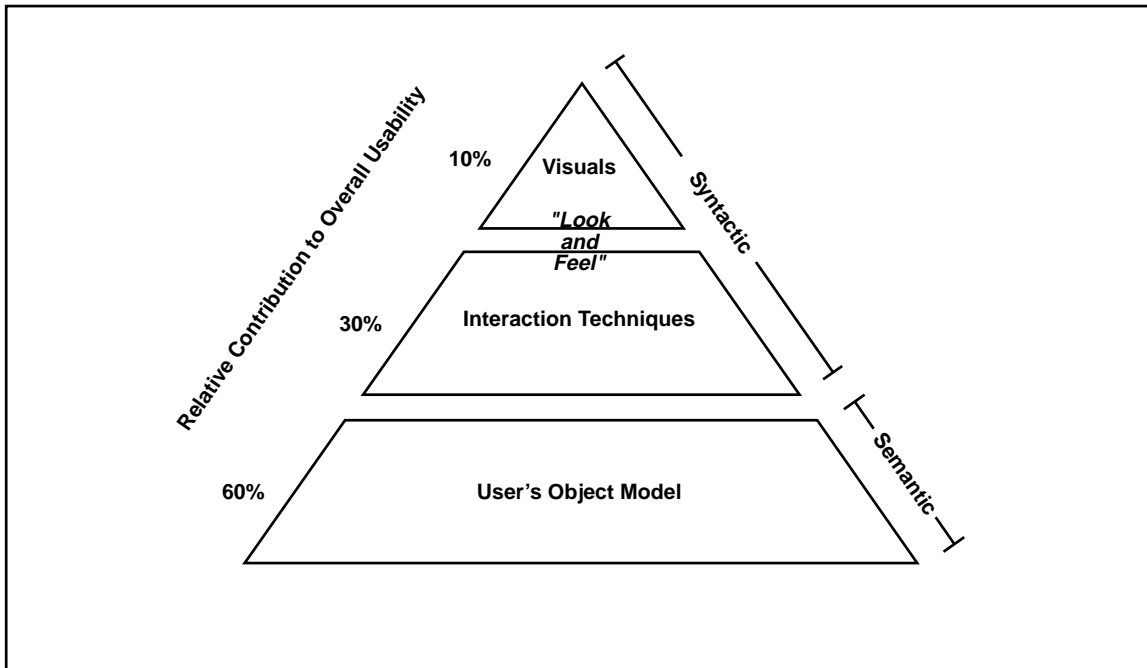 Relative Contribution to Overall Usability
10%
Visuals
"Look
and
Feel"
Syntactic
30%
Interaction Techniques
60%
User’s Object Model
Semantic